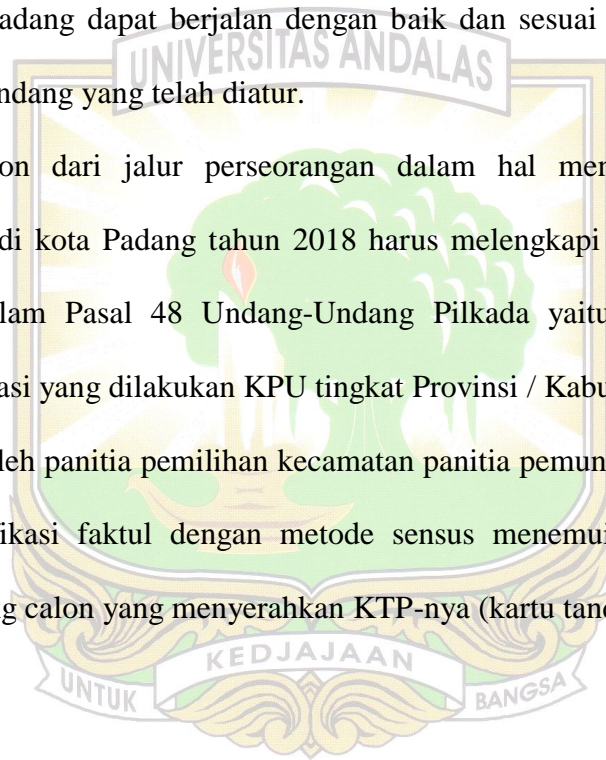 adang dapat berjalan dengan baik dan sesuai
UNIVERSITAS ANDALAS
ndang yang telah diatur.
on dari jalur perseorangan dalam hal men
di kota Padang tahun 2018 harus melengkapi
lam Pasal 48 Undang-Undang Pilkada yaitu
asi yang dilakukan KPU tingkat Provinsi / Kabu
leh panitia pemilihan kecamatan panitia pemun
ikasi faktul dengan metode sensus menemui
g calon yang menyerahkan KTP-nya (kartu tand
UNTUK KEDJAJAAN BANGSA